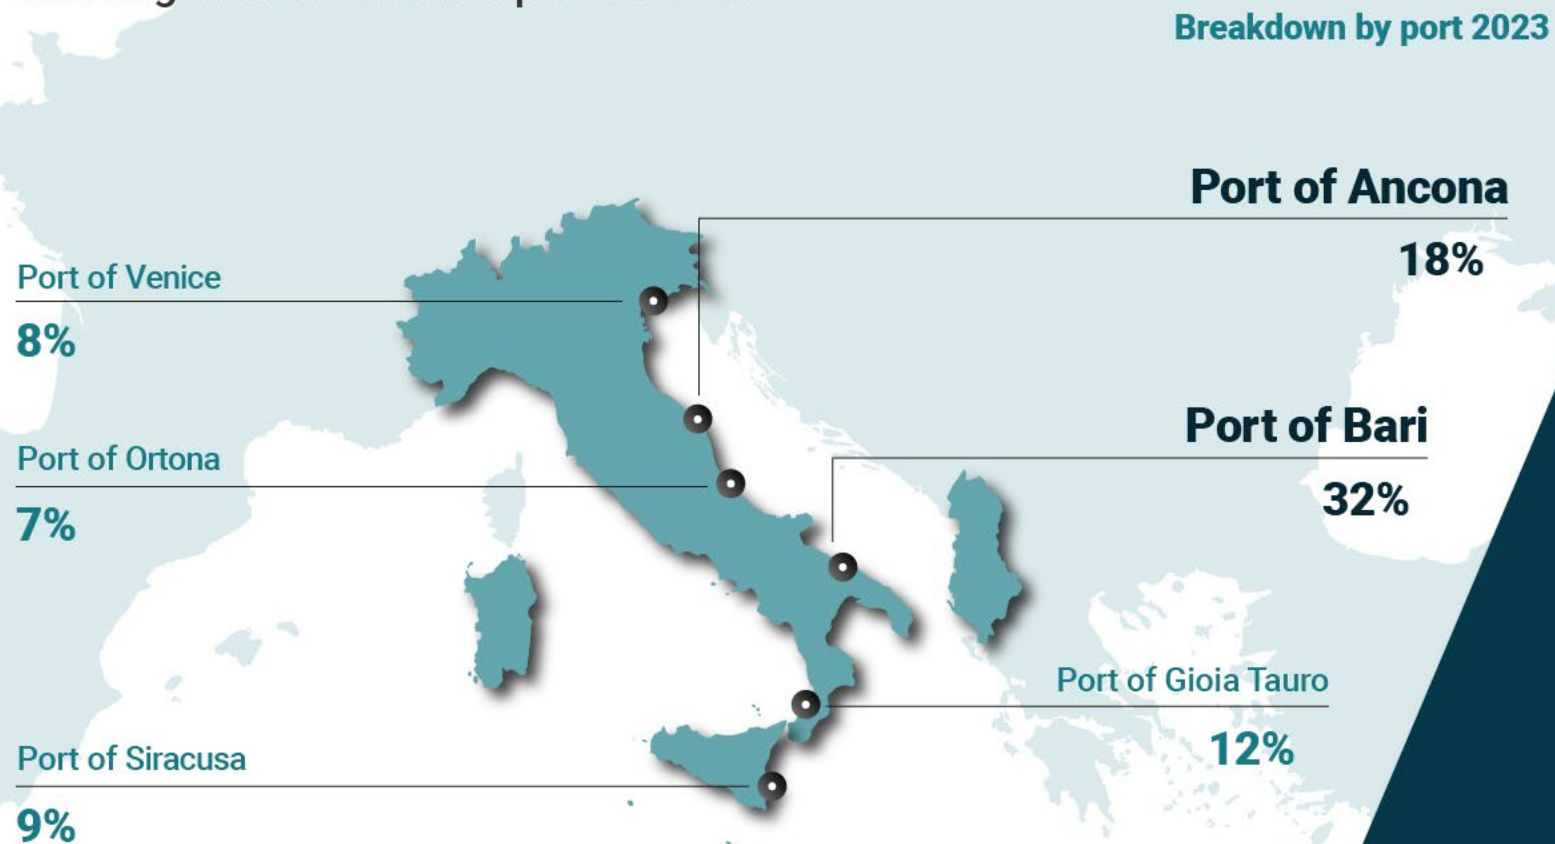 Breakdown by port 2023
Port of Ancona
18%
Port of Venice
8%
Port of Bari
32%
Port of Ortona
7%
Port of Gioia Tauro
12%
Port of Siracusa
9%